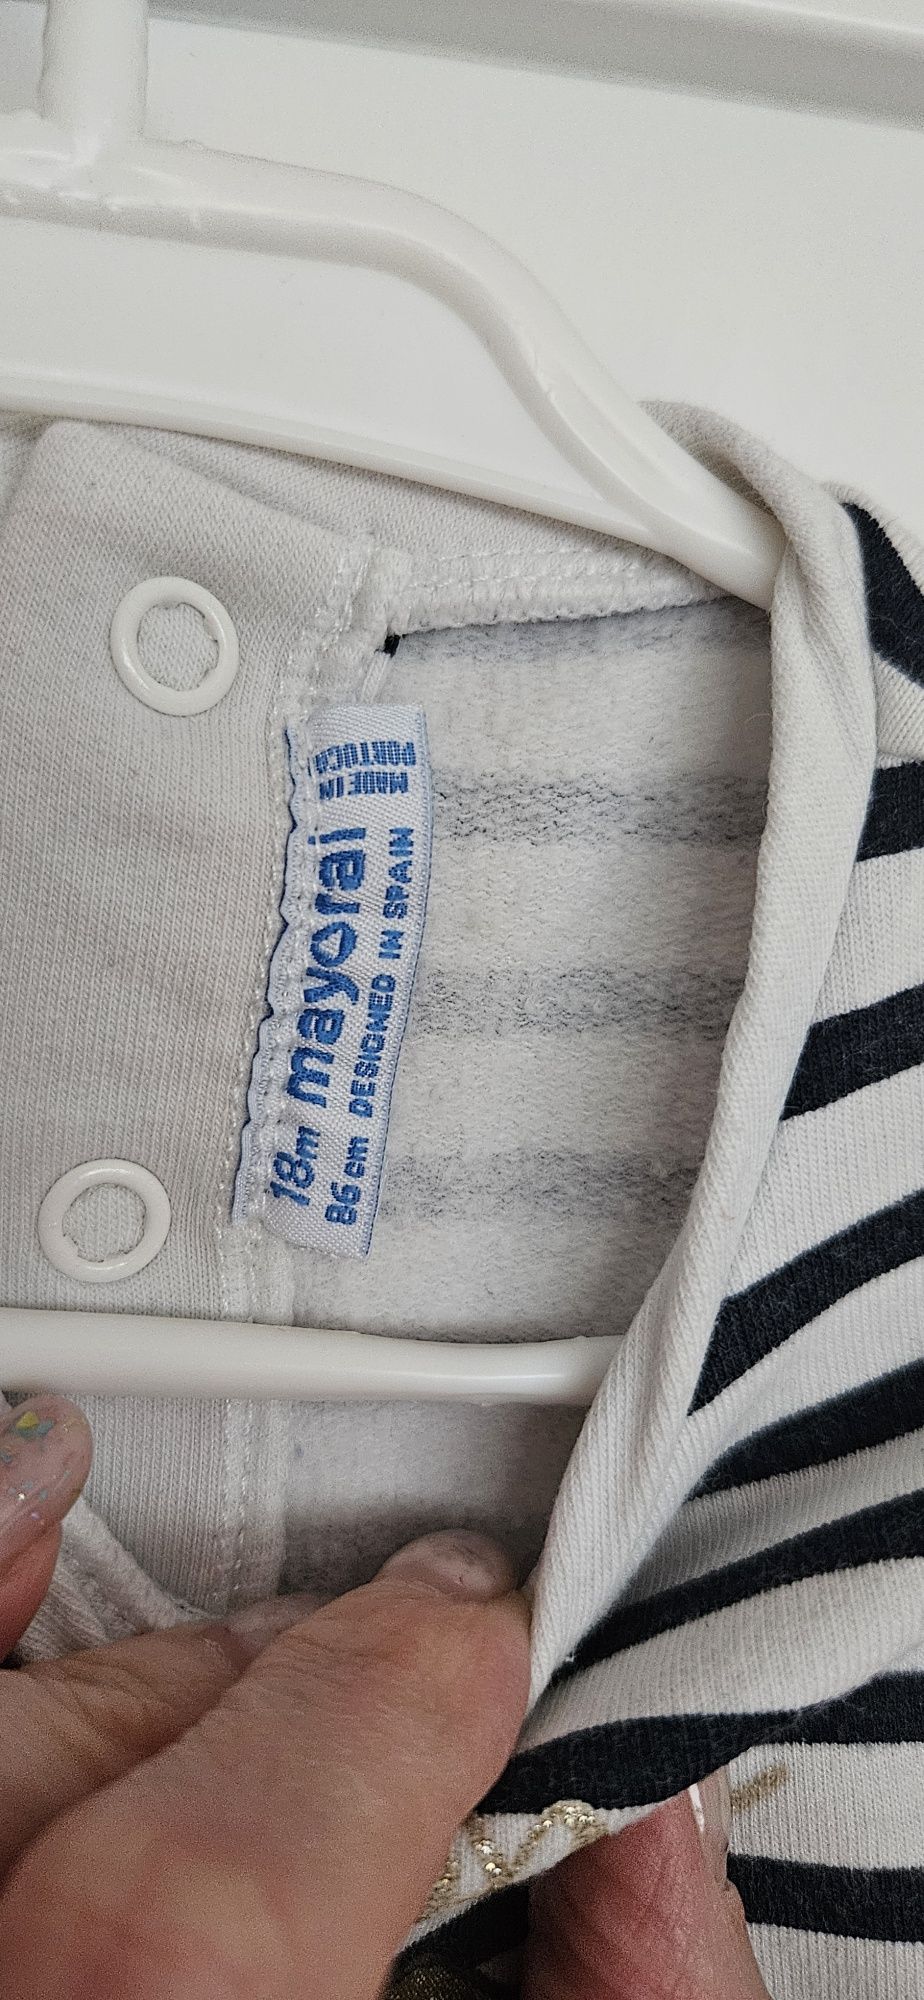 18m mayoral
86 cm DESIGNED IN SPAIN
MADE IN
PORTUGAL